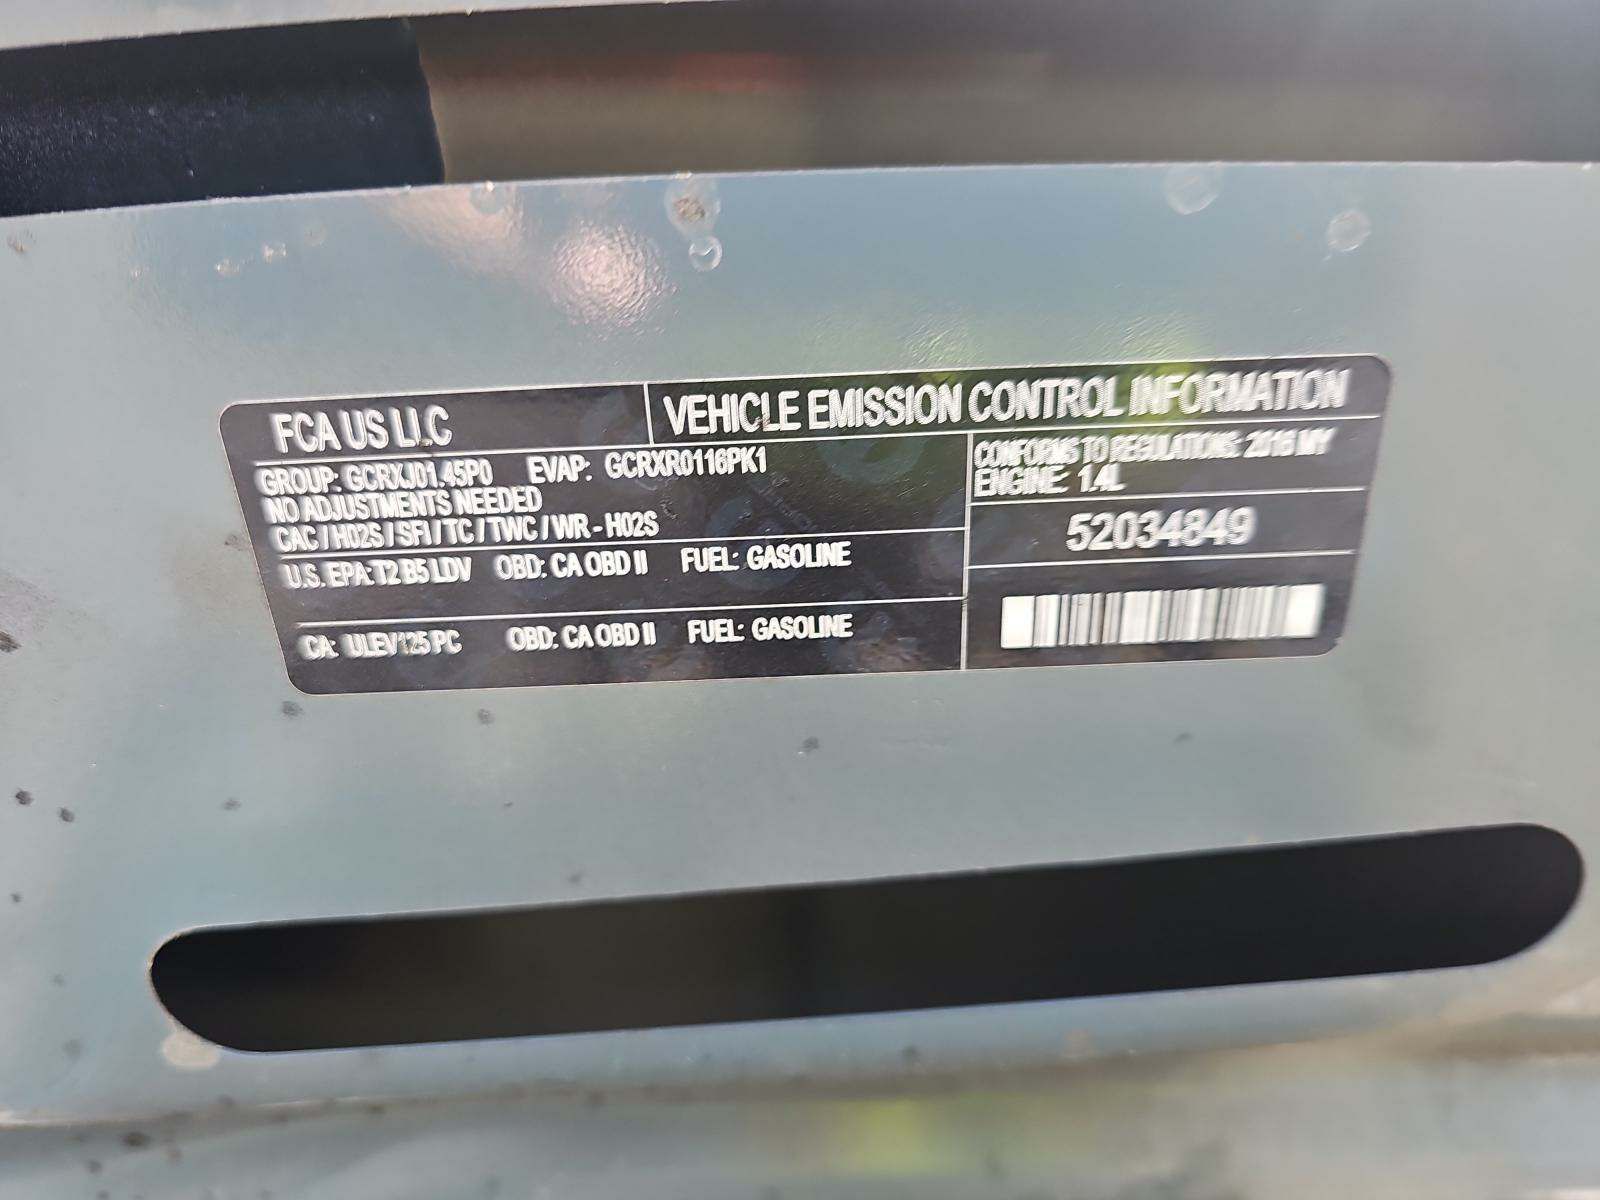 FCA US LLC
VEHICLE EMISSION CONTROL INFORMATION
GROUP: GCRXJ01.45P0 EVAP: GCRXR0116PK1
NO ADJUSTMENTS NEEDED
CAC / H02S / SFI / TC / TWC / WR - H02S
U.S. EPA: T2 B5 LDV OBD: CA OBD II FUEL: GASOLINE
CA: ULEV125 PC OBD: CA OBD II FUEL: GASOLINE
CONFORMS TO REGULATIONS: 2016 MY
ENGINE: 1.4L
52034849